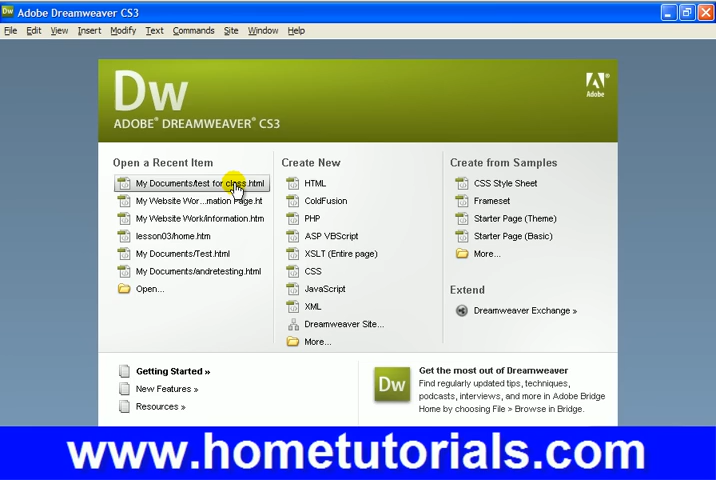 Dw Adobe Dreamweaver CS3
File Edit View Insert Modify Text Commands Site Window Help
Dw
ADOBE® DREAMWEAVER® CS3
Adobe
Open a Recent Item
My Documents/test for class.html
My Website Wor...mation Page.ht
My Website Work/information.htm
lesson03/home.htm
My Documents/Test.html
My Documents/andretesting.html
Open...
Create New
HTML
ColdFusion
PHP
ASP VBScript
XSLT (Entire page)
CSS
JavaScript
XML
Dreamweaver Site...
More...
Create from Samples
CSS Style Sheet
Frameset
Starter Page (Theme)
Starter Page (Basic)
More...
Extend
Dreamweaver Exchange »
Getting Started »
New Features »
Resources »
Dw
Get the most out of Dreamweaver
Find regularly updated tips, techniques,
podcasts, interviews, and more in Adobe Bridge
Home by choosing File > Browse in Bridge.
www.hometutorials.com